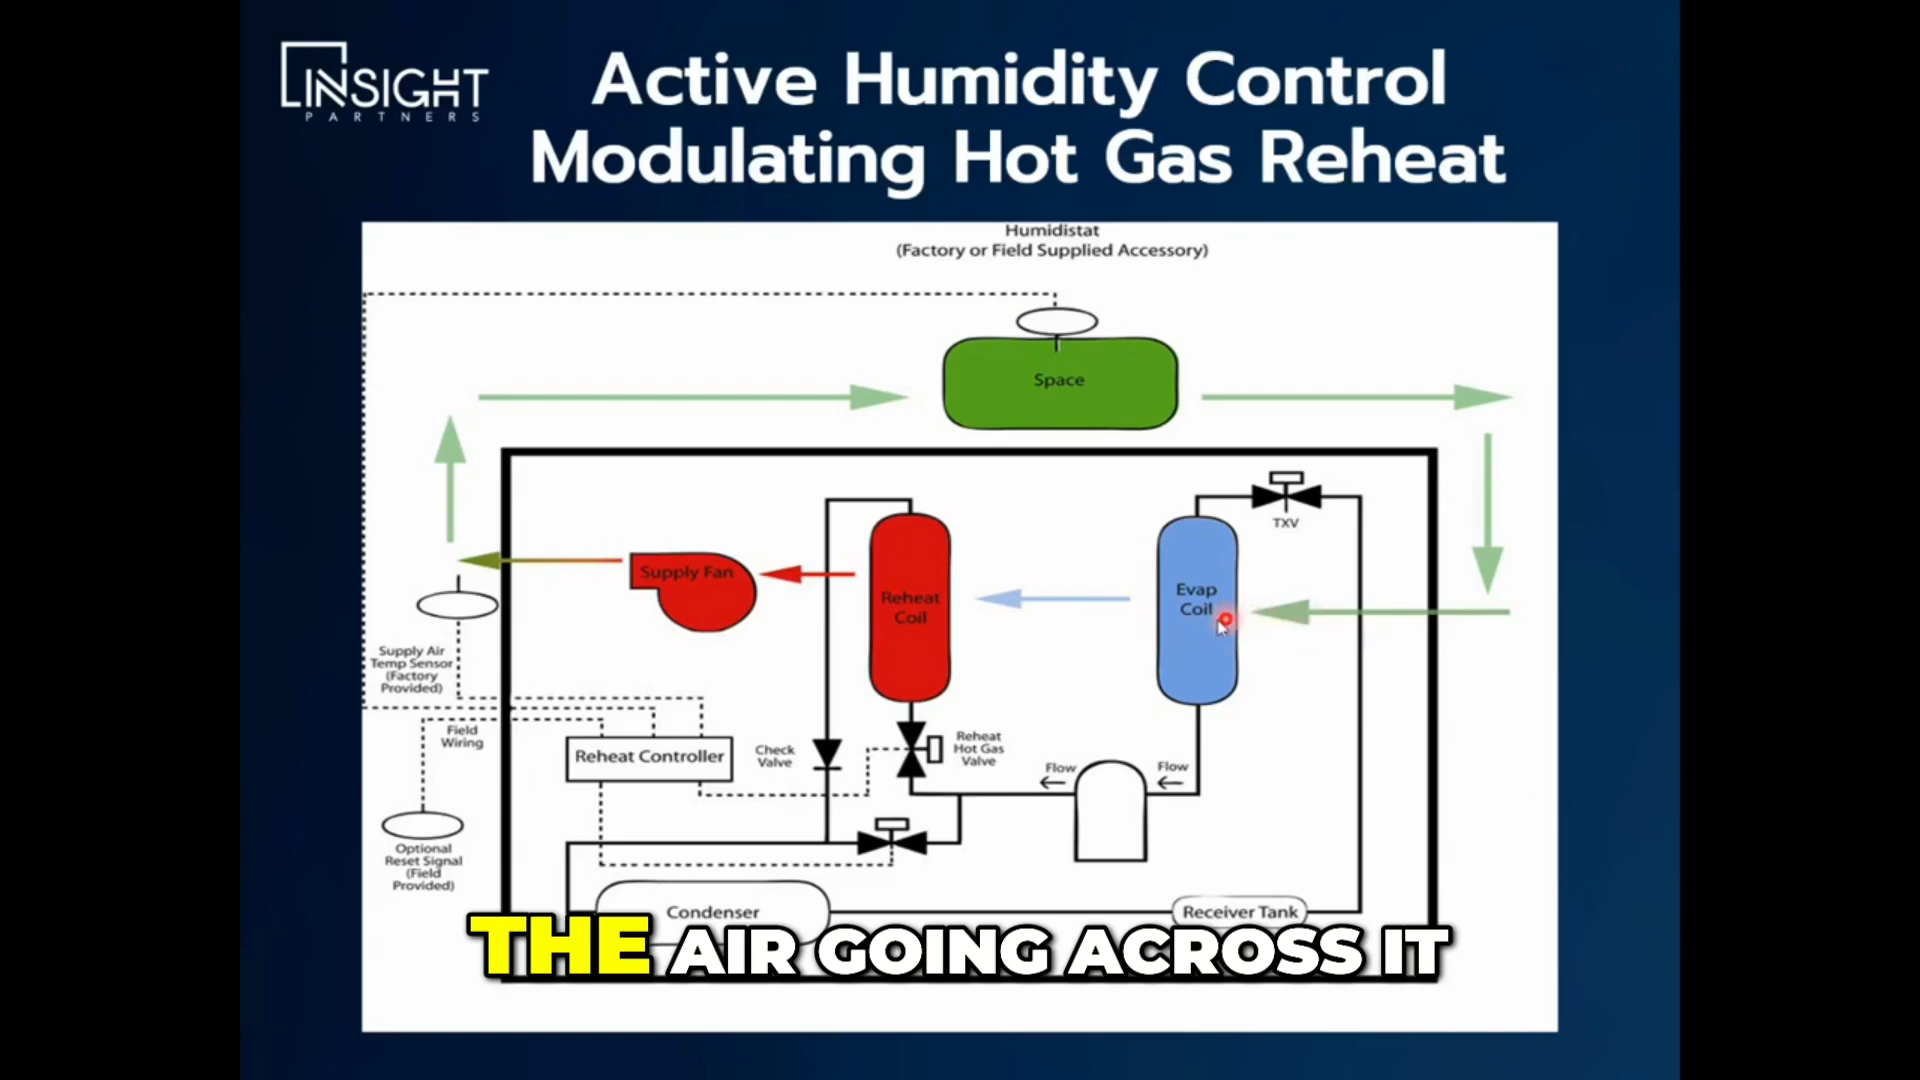 INSIGHT
PARTNERS
Active Humidity Control
Modulating Hot Gas Reheat
Humidistat
(Factory or Field Supplied Accessory)
Space
TXV
Supply Fan
Reheat
Coil
Evap
Coil
Supply Air
Temp Sensor
(Factory
Provided)
Field
Wiring
Reheat Controller
Check
Valve
Reheat
Hot Gas
Valve
Flow
Flow
Optional
Reset Signal
(Field
Provided)
Condenser
Receiver Tank
THE AIR GOING ACROSS IT